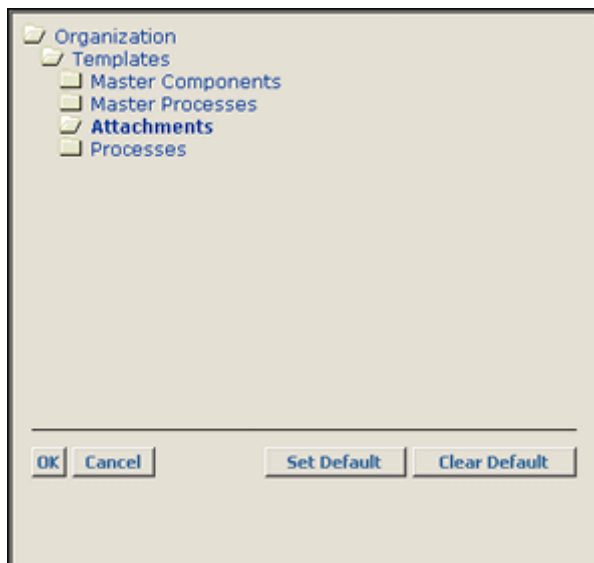 Organization
Templates
Master Components
Master Processes
Attachments
Processes
OK Cancel Set Default Clear Default